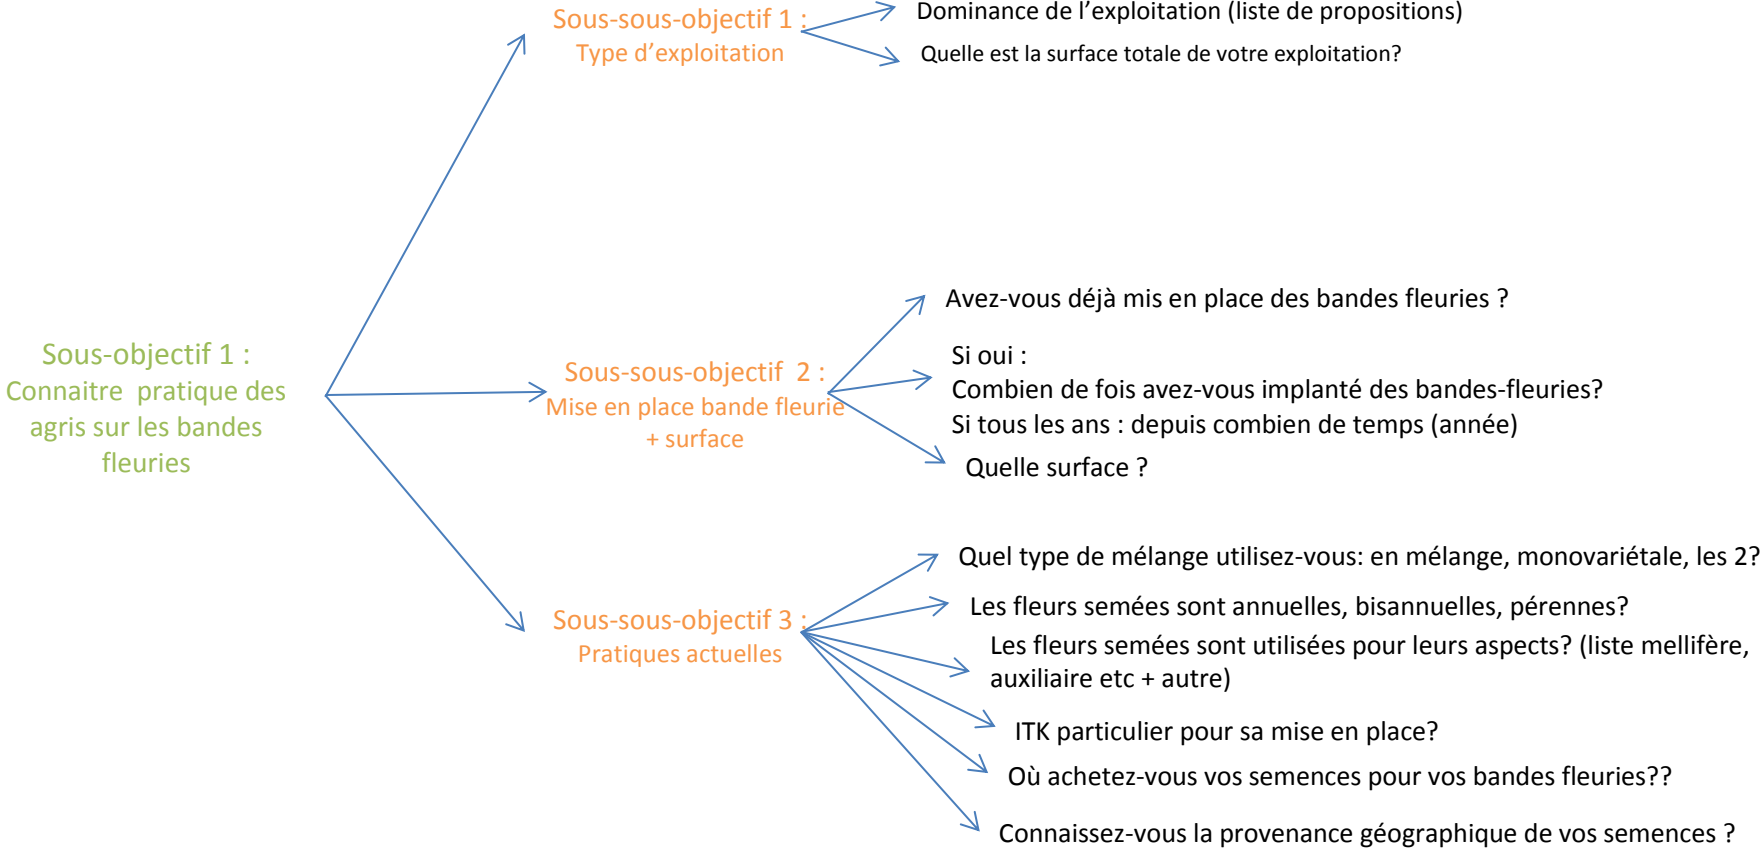 Sous-objectif 1 :
Connaitre  pratique des
agris sur les bandes
fleuries
Sous-sous-objectif 1 :
Type d’exploitation
Dominance de l’exploitation (liste de propositions)
Quelle est la surface totale de votre exploitation?
Sous-sous-objectif  2 :
Mise en place bande fleurie
+ surface
Avez-vous déjà mis en place des bandes fleuries ?
Si oui :
Combien de fois avez-vous implanté des bandes-fleuries?
Si tous les ans : depuis combien de temps (année)
Quelle surface ?
Sous-sous-objectif 3 :
Pratiques actuelles
Quel type de mélange utilisez-vous: en mélange, monovariétale, les 2?
Les fleurs semées sont annuelles, bisannuelles, pérennes?
Les fleurs semées sont utilisées pour leurs aspects? (liste mellifère,
auxiliaire etc + autre)
ITK particulier pour sa mise en place?
Où achetez-vous vos semences pour vos bandes fleuries??
Connaissez-vous la provenance géographique de vos semences ?